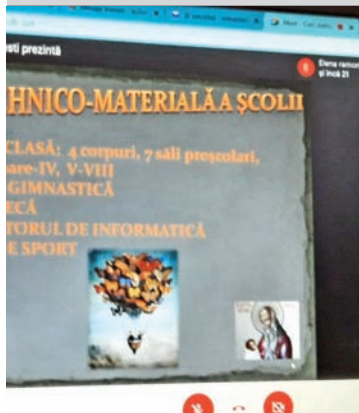 ești prezintă
Elena ramon
și încă 21
HNICO-MATERIALĂ A ȘCOLII
CLASĂ: 4 corpuri, 7 săli preșcolari,
are-IV, V-VIII
GIMNASTICĂ
ECĂ
TORUL DE INFORMATICĂ
E SPORT